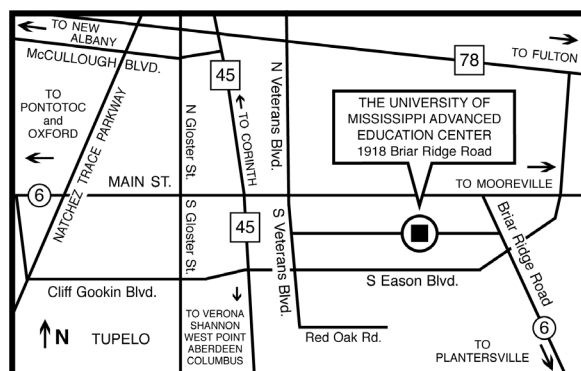 TO NEW
ALBANY
McCULLOUGH BLVD.
45
N Veterans Blvd.
78
TO FULTON
TO
PONTOTOC
and
OXFORD
NATCHEZ TRACE PARKWAY
N Gloster St.
TO CORINTH
THE UNIVERSITY OF
MISSISSIPPI ADVANCED
EDUCATION CENTER
1918 Briar Ridge Road
6
MAIN ST.
TO MOOREVILLE
S Gloster St.
45
S Veterans Blvd.
Briar Ridge Road
Cliff Gookin Blvd.
S Eason Blvd.
N
TUPELO
TO VERONA
SHANNON
WEST POINT
ABERDEEN
COLUMBUS
Red Oak Rd.
6
TO
PLANTERSVILLE